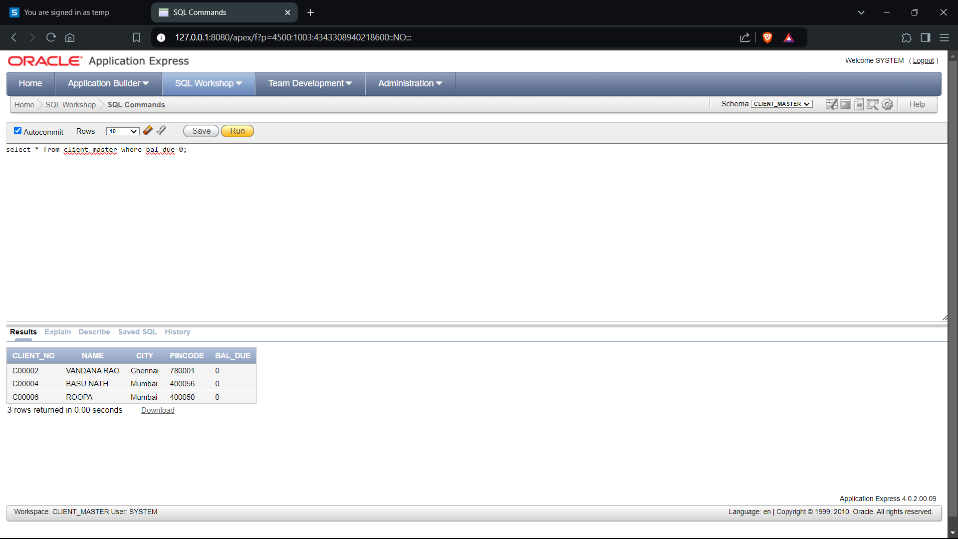 S You are signed in as temp
SQL Commands
127.0.0.1:8080/apex/f?p=4500:1003:4343308940218600::NO:::
ORACLE Application Express
Welcome SYSTEM ( Logout )
Home Application Builder SQL Workshop Team Development Administration
Home SQL Workshop SQL Commands
Schema CLIENT_MASTER Help
Autocommit Rows 10 Save Run
select * from client_master where bal_due 0;
Results Explain Describe Saved SQL History
CLIENT_NO NAME CITY PINCODE BAL_DUE
C00002 VANDANA RAO Chennai 780001 0
C00004 BASU NATH Mumbai 400056 0
C00006 ROOPA Mumbai 400050 0
3 rows returned in 0.00 seconds Download
Application Express 4.0.2.00.09
Workspace: CLIENT_MASTER User: SYSTEM
Language: en | Copyright © 1999, 2010, Oracle. All rights reserved.